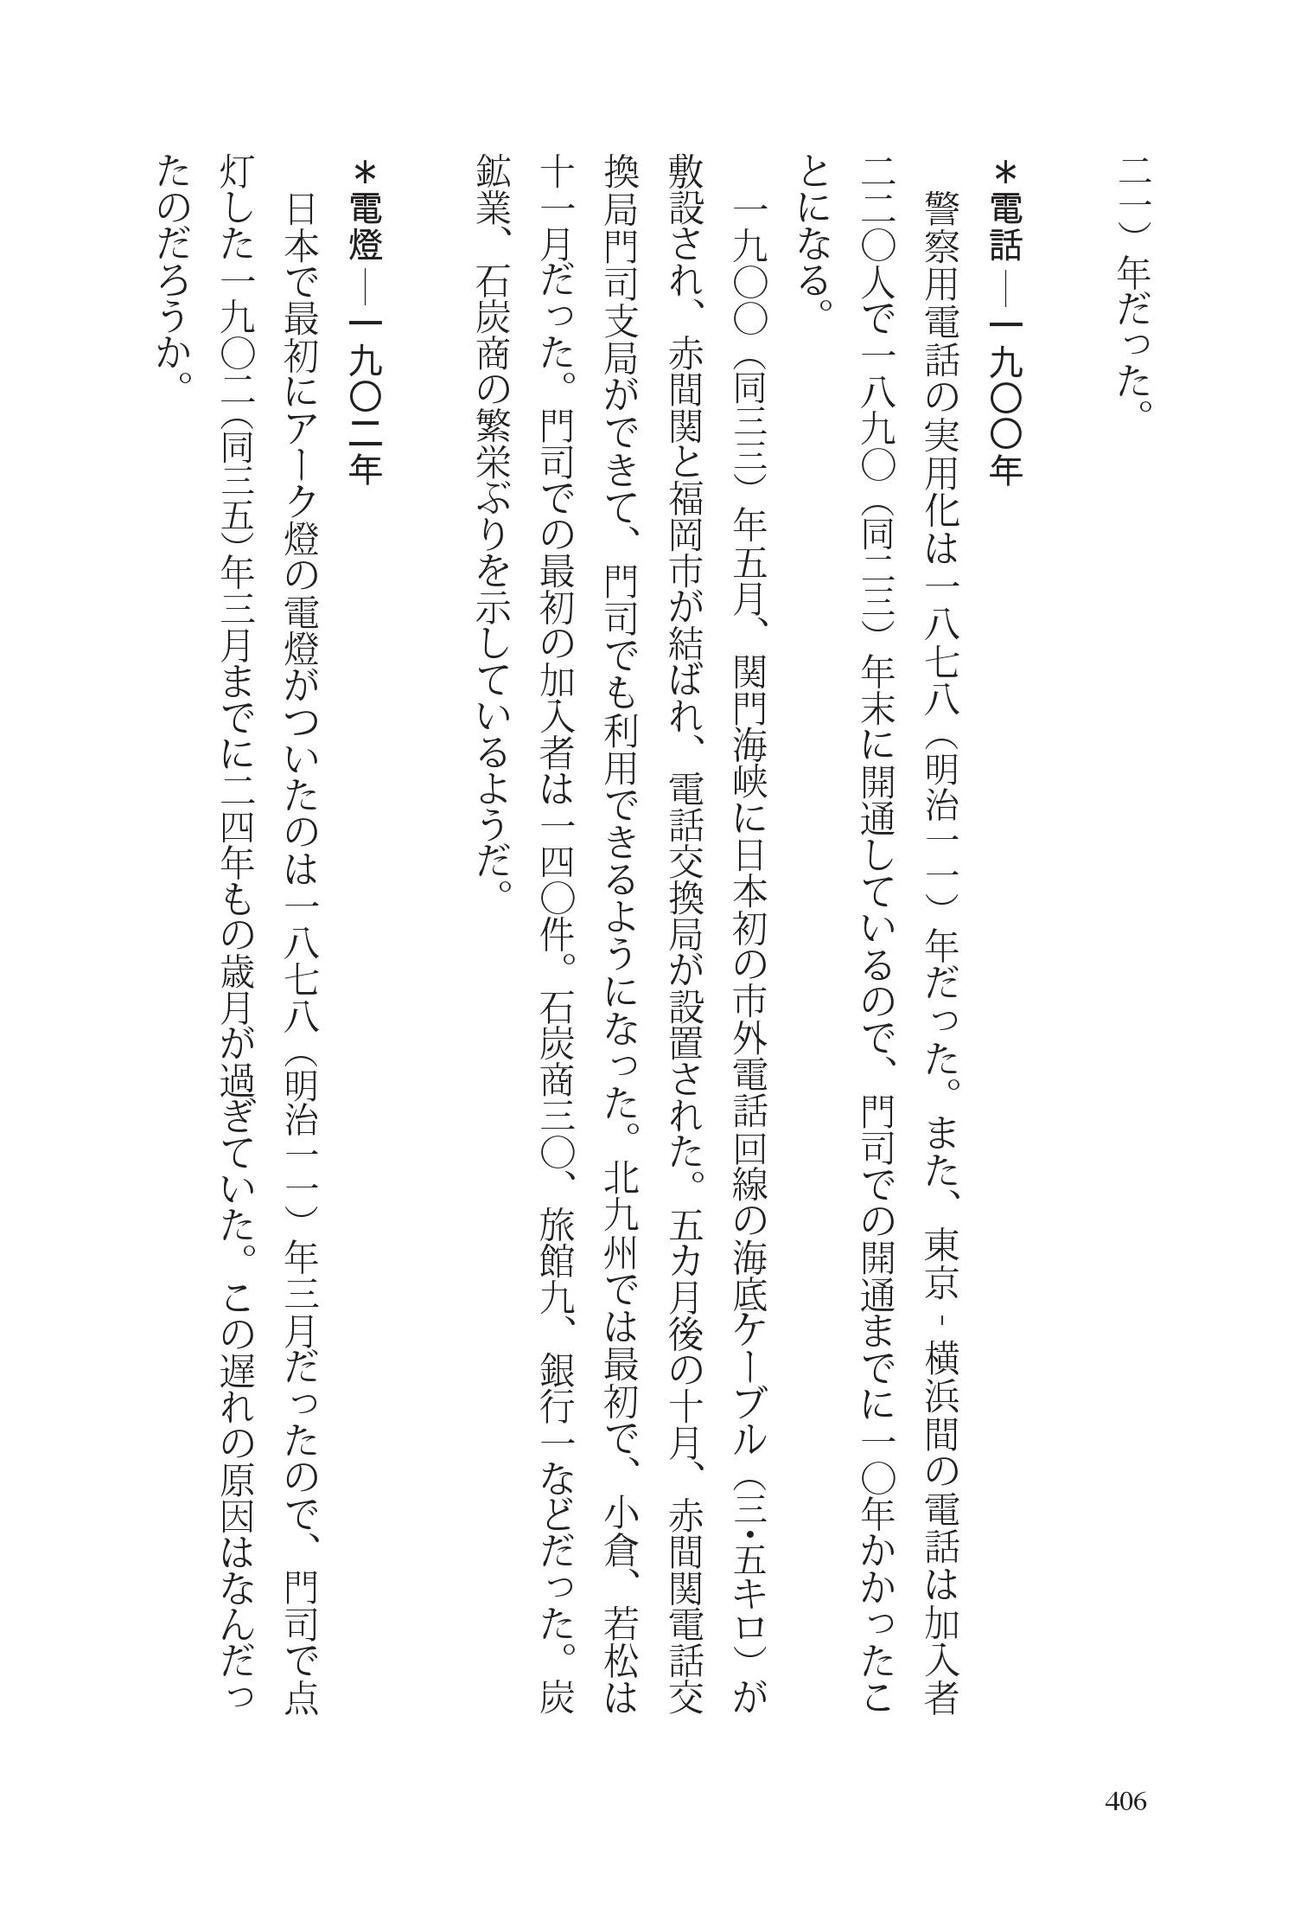 二一）年だった。
＊電話―一九〇〇年
警察用電話の実用化は一八七八（明治一一）年だった。また、東京-横浜間の電話は加入者
二二〇人で一八九〇（同二三）年末に開通しているので、門司での開通までに一〇年かかったこ
とになる。
一九〇〇（同三三）年五月、関門海峡に日本初の市外電話回線の海底ケーブル（三・五キロ）が
敷設され、赤間関と福岡市が結ばれ、電話交換局が設置された。五カ月後の十月、赤間関電話交
換局門司支局ができて、門司でも利用できるようになった。北九州では最初で、小倉、若松は
十一月だった。門司での最初の加入者は一四〇件。石炭商三〇、旅館九、銀行一などだった。炭
鉱業、石炭商の繁栄ぶりを示しているようだ。
＊電燈―一九〇二年
日本で最初にアーク燈の電燈がついたのは一八七八（明治一一）年三月だったので、門司で点
灯した一九〇二（同三五）年三月までに二四年もの歳月が過ぎていた。この遅れの原因はなんだっ
たのだろうか。
406